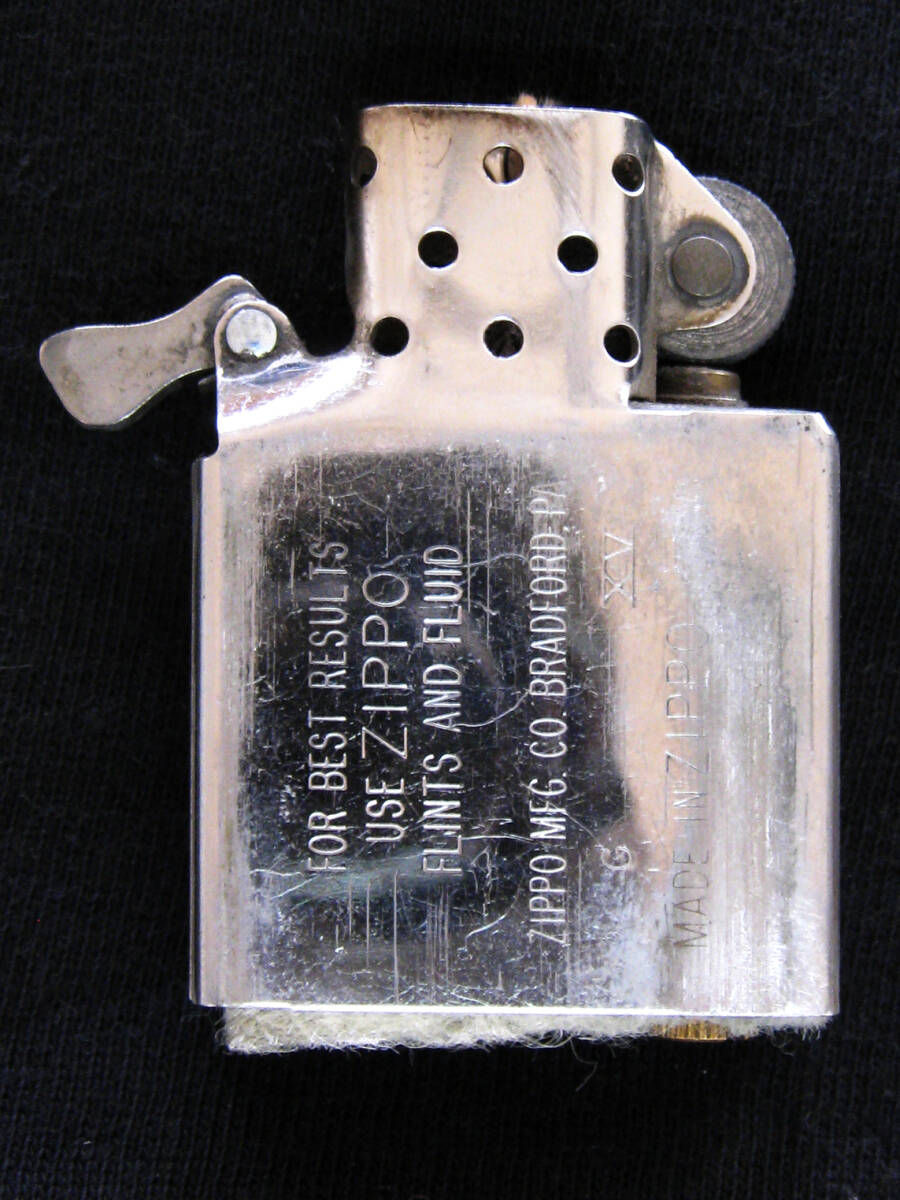 FOR BEST RESULTS
USE ZIPPO
FLINTS AND FLUID
ZIPPO MFG. CO. BRADFORD, PA
G XV
MADE IN ZIPPO